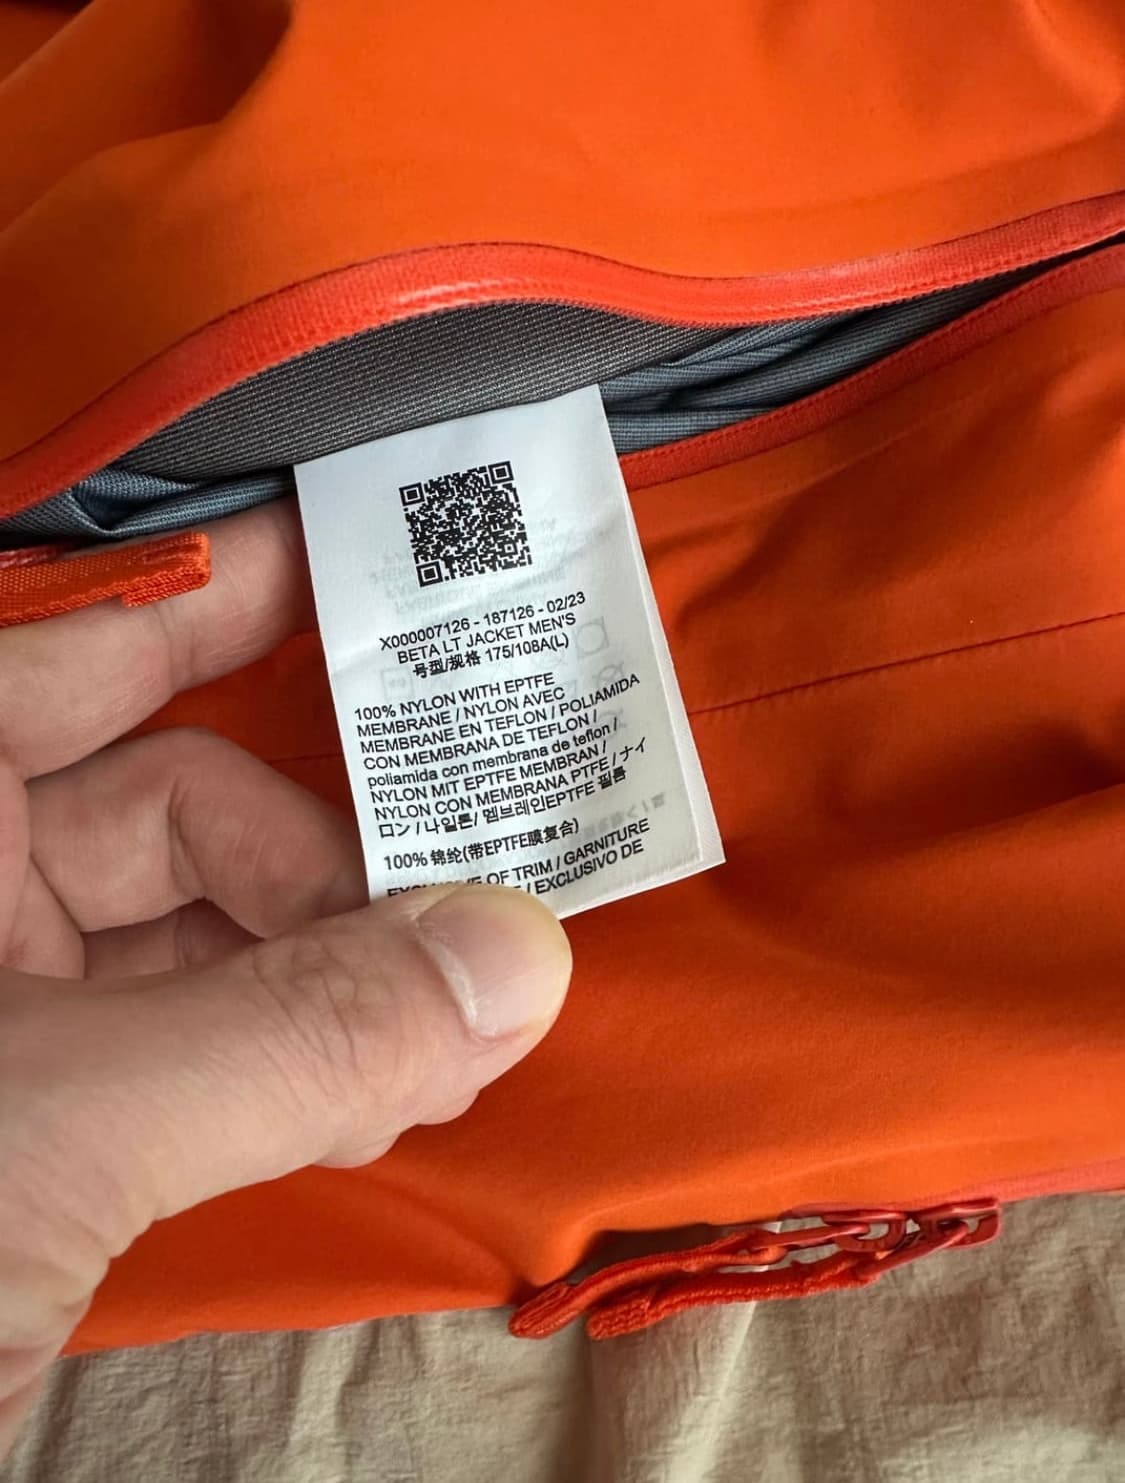 X000007126 - 187126 - 02/23
BETA LT JACKET MEN'S
号型/规格 175/108A(L)
100% NYLON WITH EPTFE
MEMBRANE / NYLON AVEC
MEMBRANE EN TEFLON / POLIAMIDA
CON MEMBRANA DE TEFLON /
poliamida con membrana de teflon /
NYLON MIT EPTFE MEMBRAN /
NYLON CON MEMBRANA PTFE / ナイ
ロン / 나일론/ 멤브레인EPTFE 필름
100% 锦纶(带EPTFE膜复合)
OF TRIM / GARNITURE
/ EXCLUSIVO DE